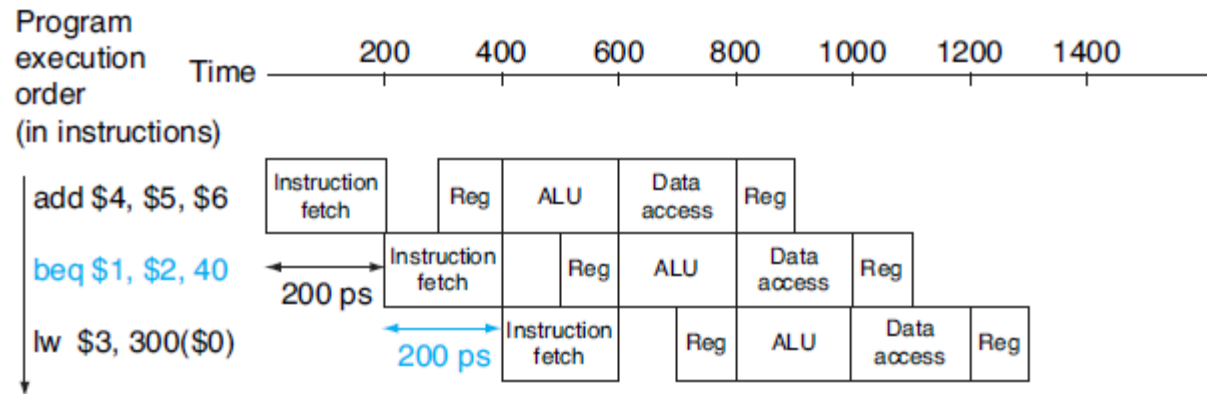 Program
execution
order
(in instructions)
Time
200 400 600 800 1000 1200 1400
add $4, $5, $6
Instruction
fetch
Reg
ALU
Data
access
Reg
beq $1, $2, 40
200 ps
Instruction
fetch
Reg
ALU
Data
access
Reg
lw $3, 300($0)
200 ps
Instruction
fetch
Reg
ALU
Data
access
Reg